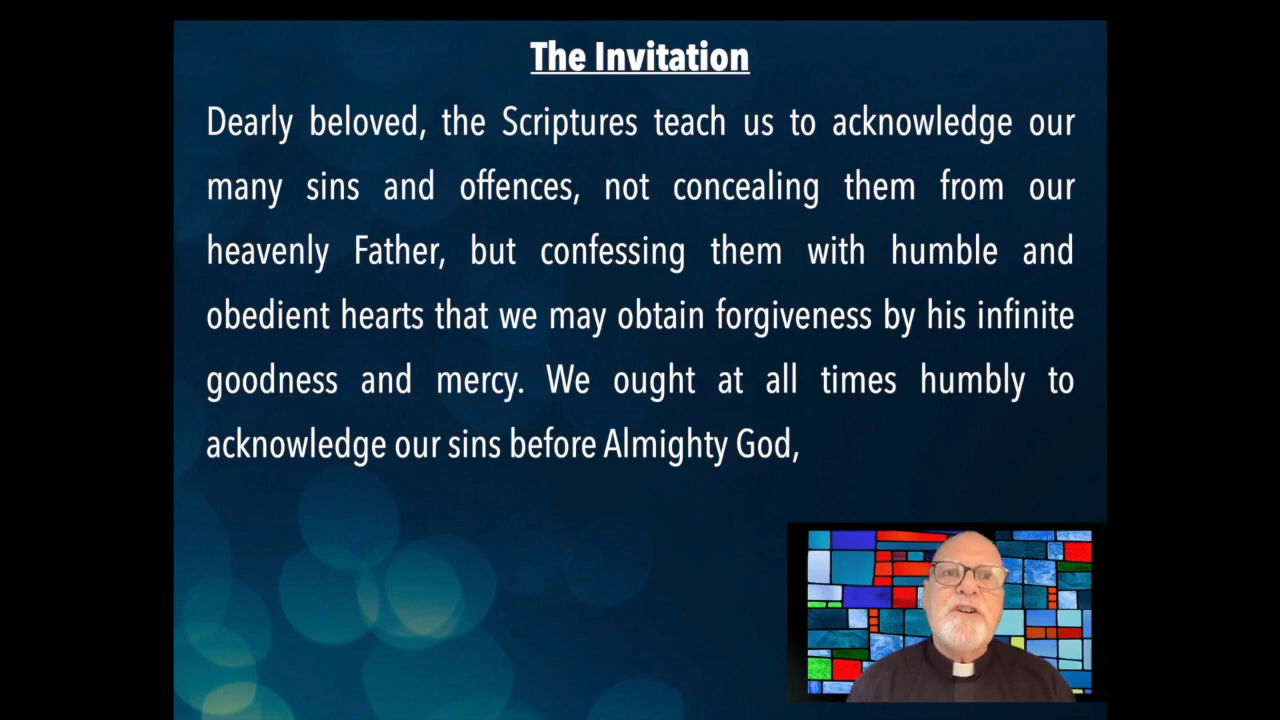 The Invitation
Dearly beloved, the Scriptures teach us to acknowledge our
many sins and offences, not concealing them from our
heavenly Father, but confessing them with humble and
obedient hearts that we may obtain forgiveness by his infinite
goodness and mercy. We ought at all times humbly to
acknowledge our sins before Almighty God,